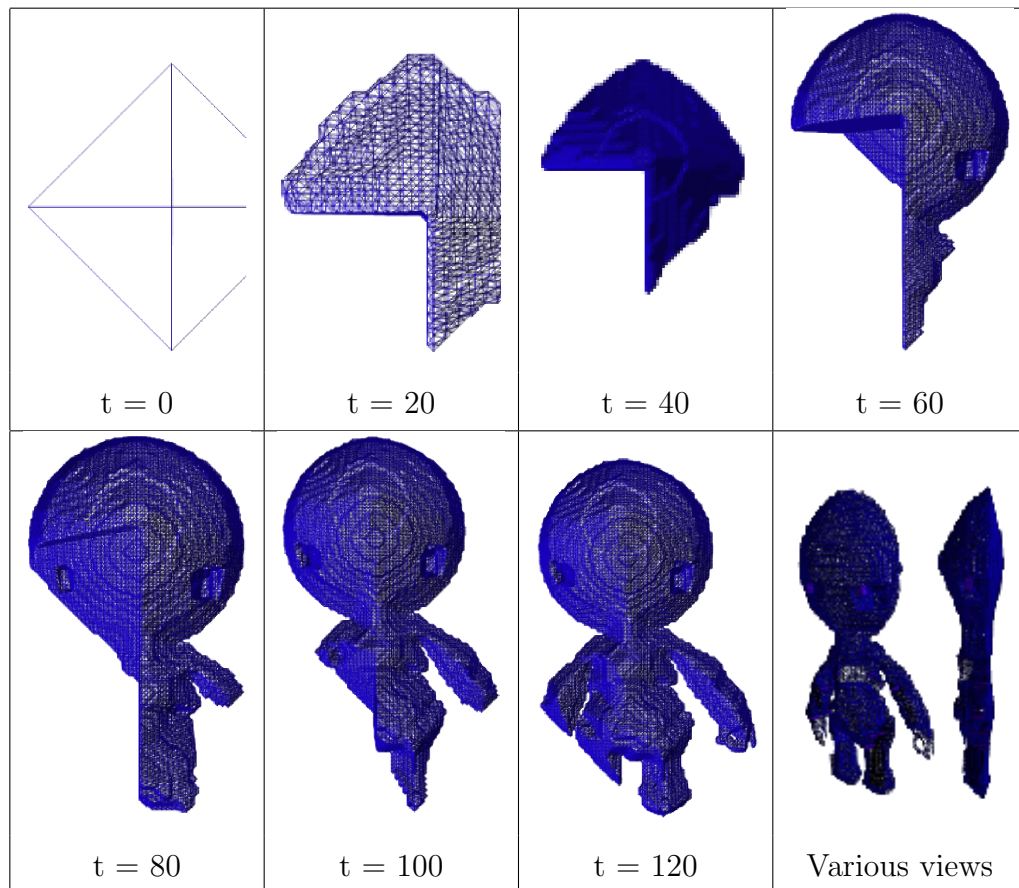 t = 0
t = 20
t = 40
t = 60
t = 80
t = 100
t = 120
Various views